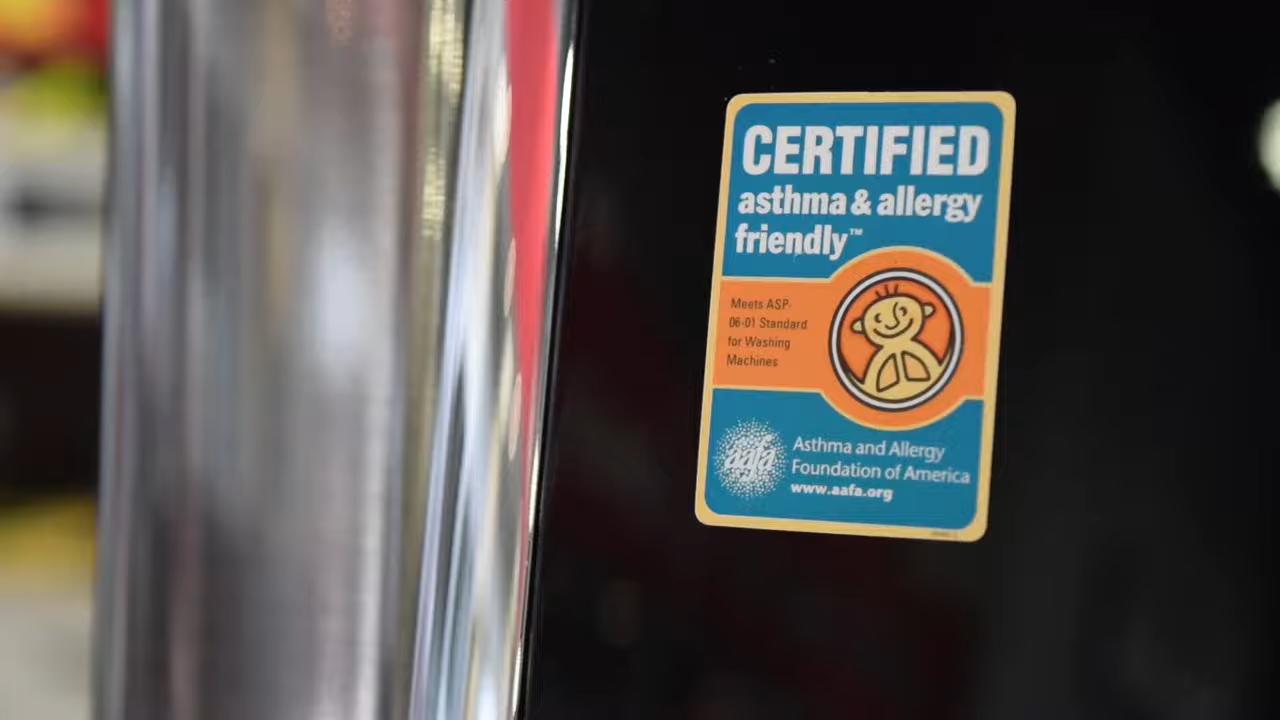 CERTIFIED
asthma & allergy
friendly™
Meets ASP-
06-01 Standard
for Washing
Machines
aafa
Asthma and Allergy
Foundation of America
www.aafa.org